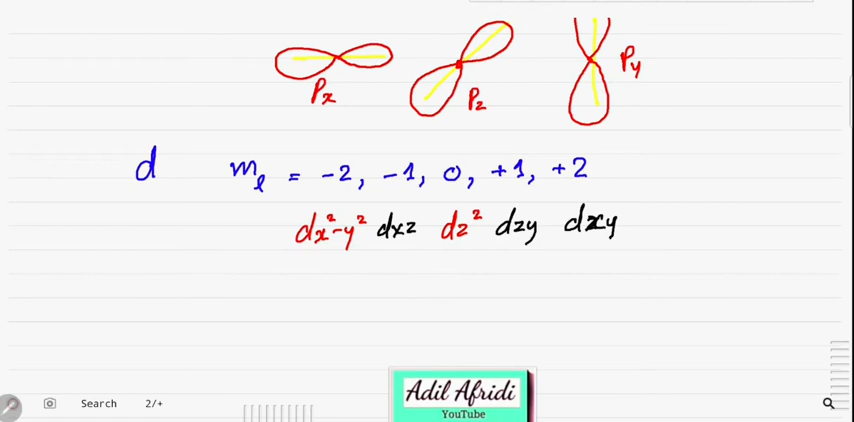 Px Pz Py
d mℓ = -2, -1, 0, +1, +2
dx²-y² dxz dz² dzy dxy
Adil Afridi
YouTube
Search 2/+